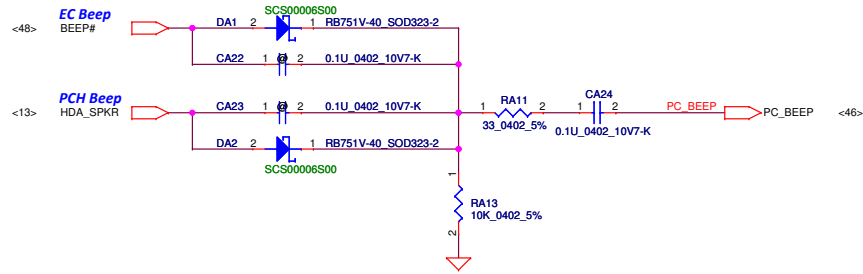 EC Beep
SCS00006S00
<48> BEEP# DA1 2 1 RB751V-40_SOD323-2
CA22 1 @ 2 0.1U_0402_10V7-K
PCH Beep
<13> HDA_SPKR CA23 1 @ 2 0.1U_0402_10V7-K
1 RA11 2 1 CA24 2 PC_BEEP PC_BEEP <46>
33_0402_5% 0.1U_0402_10V7-K
DA2 2 1 RB751V-40_SOD323-2
SCS00006S00
1
RA13
10K_0402_5%
2